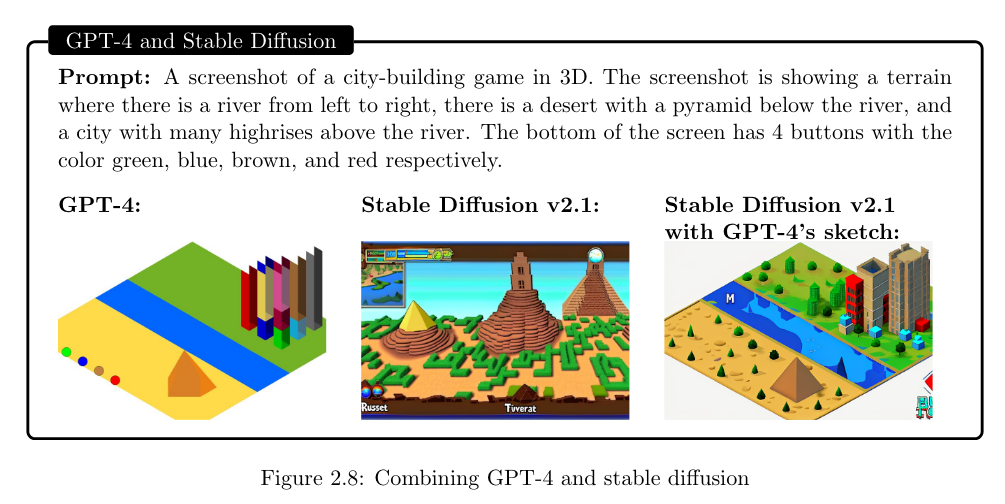 GPT-4 and Stable Diffusion
Prompt: A screenshot of a city-building game in 3D. The screenshot is showing a terrain
where there is a river from left to right, there is a desert with a pyramid below the river, and
a city with many highrises above the river. The bottom of the screen has 4 buttons with the
color green, blue, brown, and red respectively.
GPT-4:
Stable Diffusion v2.1:
Stable Diffusion v2.1
with GPT-4's sketch:
M
Russet
Figure 2.8: Combining GPT-4 and stable diffusion